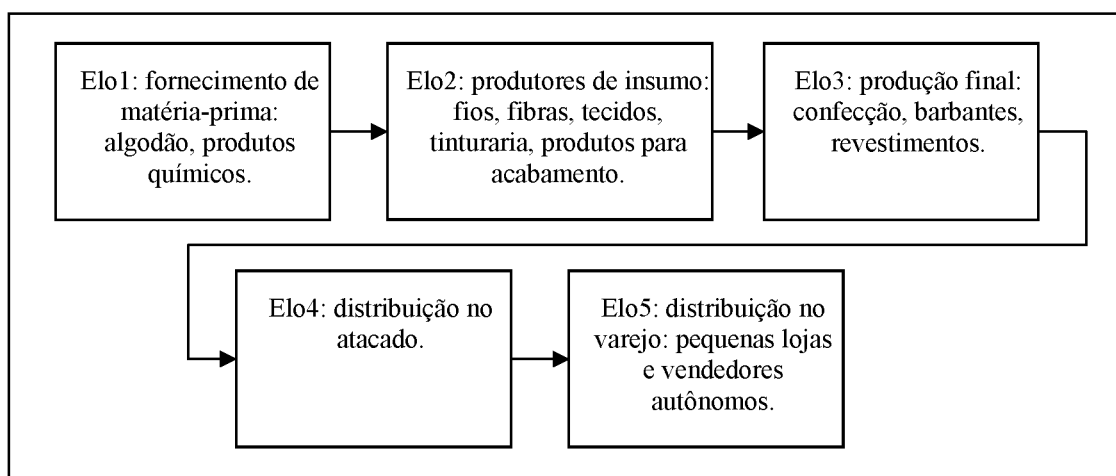 Elo1: fornecimento de
matéria-prima:
algodão, produtos
químicos.
Elo2: produtores de insumo:
fios, fibras, tecidos,
tinturaria, produtos para
acabamento.
Elo3: produção final:
confecção, barbantes,
revestimentos.
Elo4: distribuição no
atacado.
Elo5: distribuição no
varejo: pequenas lojas
e vendedores
autônomos.